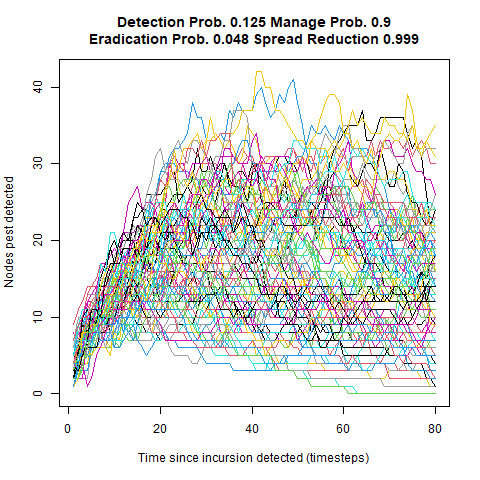 Detection Prob. 0.125 Manage Prob. 0.9
Eradication Prob. 0.048 Spread Reduction 0.999
Nodes pest detected
40
30
20
10
0
0 20 40 60 80
Time since incursion detected (timesteps)